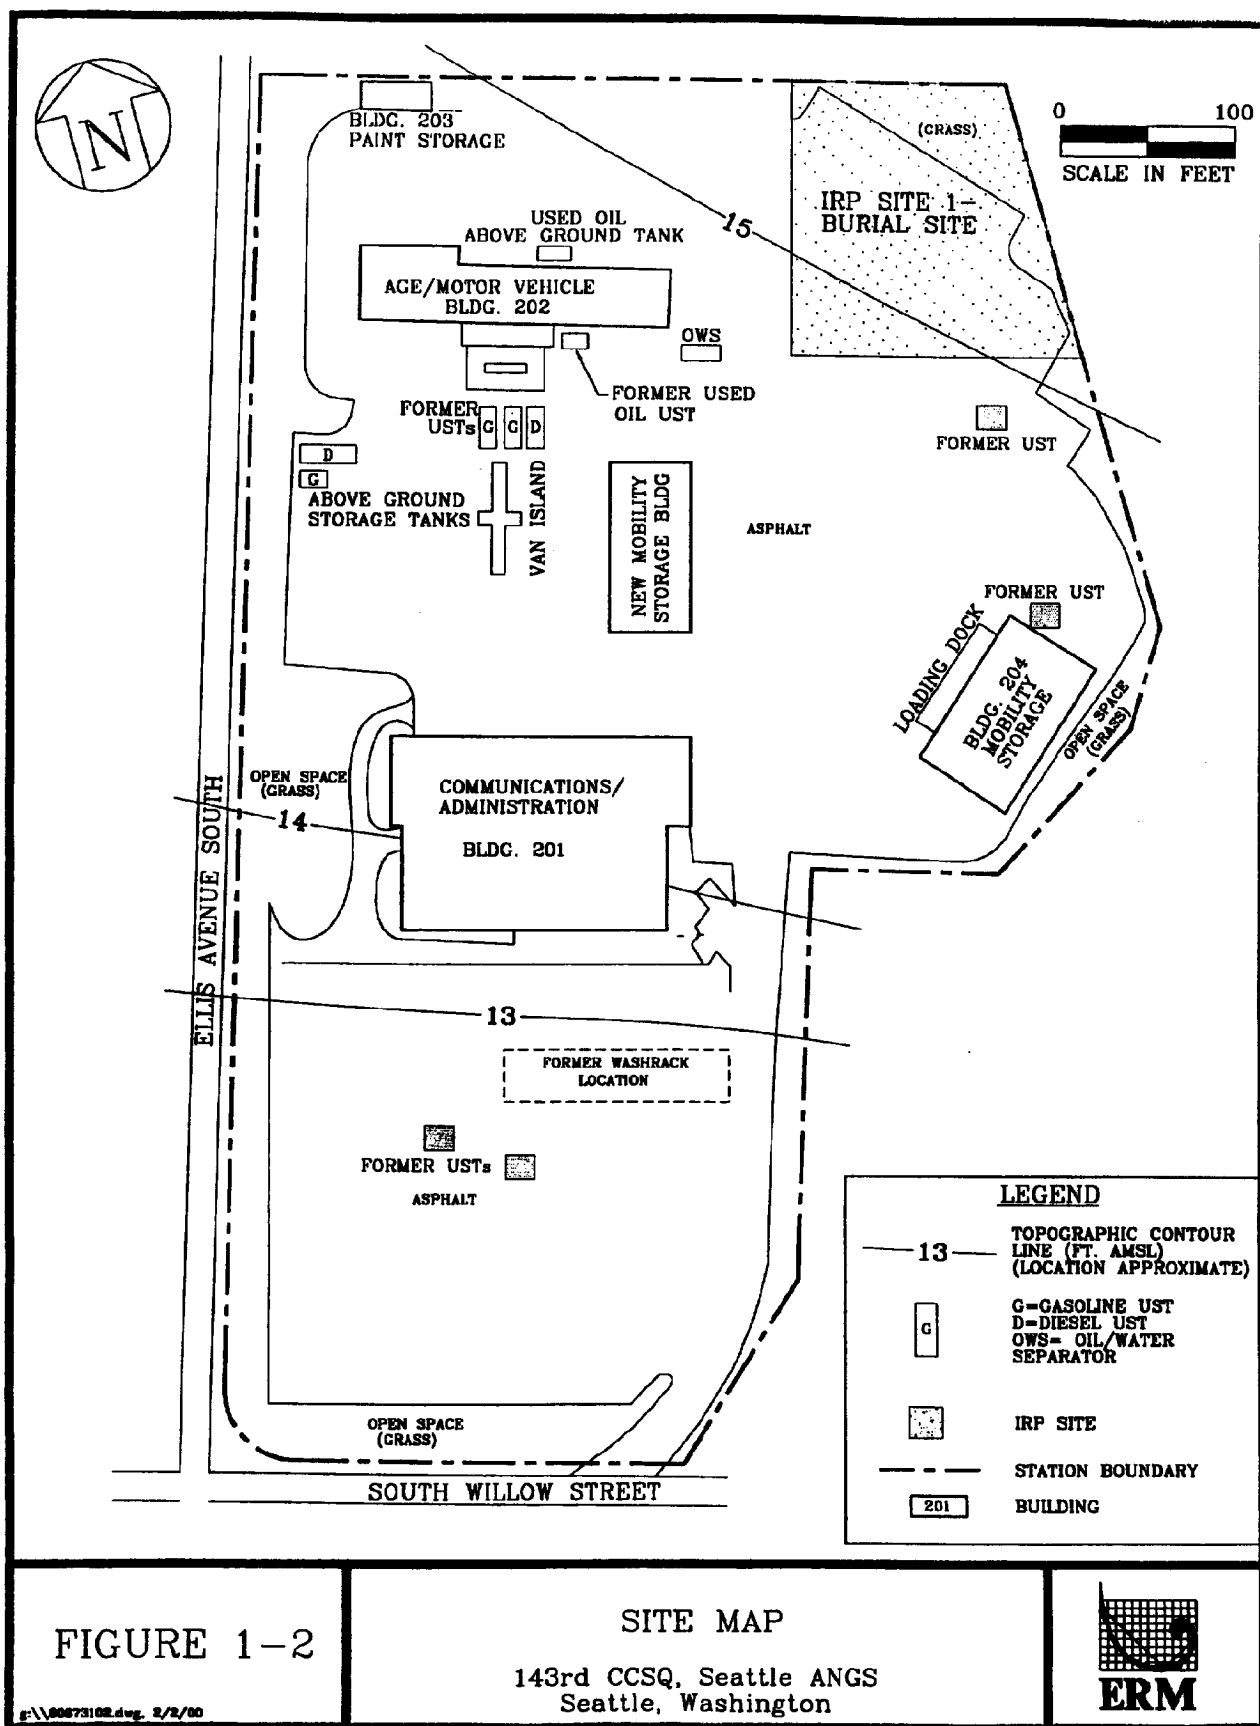 N
BLDG. 203
PAINT STORAGE
(GRASS)
0 100
SCALE IN FEET
IRP SITE 1-
BURIAL SITE
15
USED OIL
ABOVE GROUND TANK
AGE/MOTOR VEHICLE
BLDG. 202
OWS
FORMER USED
OIL UST
FORMER
USTs
G G D
FORMER UST
D
G
ABOVE GROUND
STORAGE TANKS
VAN ISLAND
NEW MOBILITY
STORAGE BLDG
ASPHALT
FORMER UST
LOADING DOCK
BLDG. 204
MOBILITY
STORAGE
OPEN SPACE
(GRASS)
OPEN SPACE
(GRASS)
14
COMMUNICATIONS/
ADMINISTRATION
BLDG. 201
ELLIS AVENUE SOUTH
13
FORMER WASHRACK
LOCATION
FORMER USTs
ASPHALT
OPEN SPACE
(GRASS)
SOUTH WILLOW STREET
LEGEND
13
TOPOGRAPHIC CONTOUR
LINE (FT. AMSL)
(LOCATION APPROXIMATE)
G
G=GASOLINE UST
D=DIESEL UST
OWS= OIL/WATER
SEPARATOR
IRP SITE
STATION BOUNDARY
201
BUILDING
FIGURE 1-2
SITE MAP
143rd CCSQ, Seattle ANGS
Seattle, Washington
ERM
2/2/00